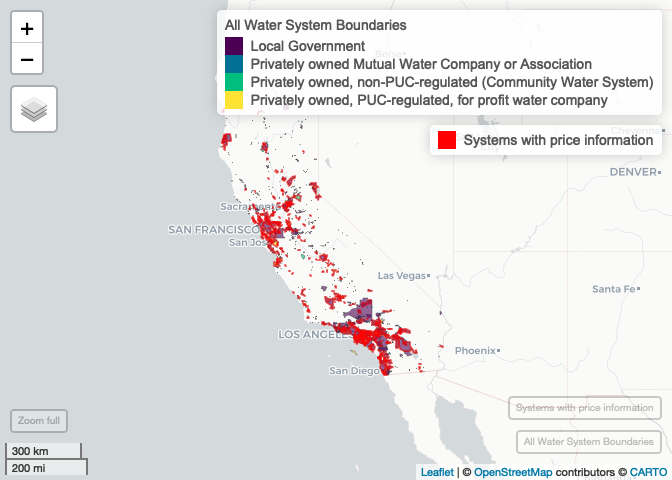 +
−
All Water System Boundaries
Local Government
Privately owned Mutual Water Company or Association
Privately owned, non-PUC-regulated (Community Water System)
Privately owned, PUC-regulated, for profit water company
Systems with price information
Boise
Cheyenne
DENVER
Sacramento
SAN FRANCISCO
San Jos
Las Vegas
Santa Fe
LOS ANGELES
Phoenix
San Diego
Systems with price information
Zoom full
All Water System Boundaries
300 km
200 mi
Leaflet | © OpenStreetMap contributors © CARTO